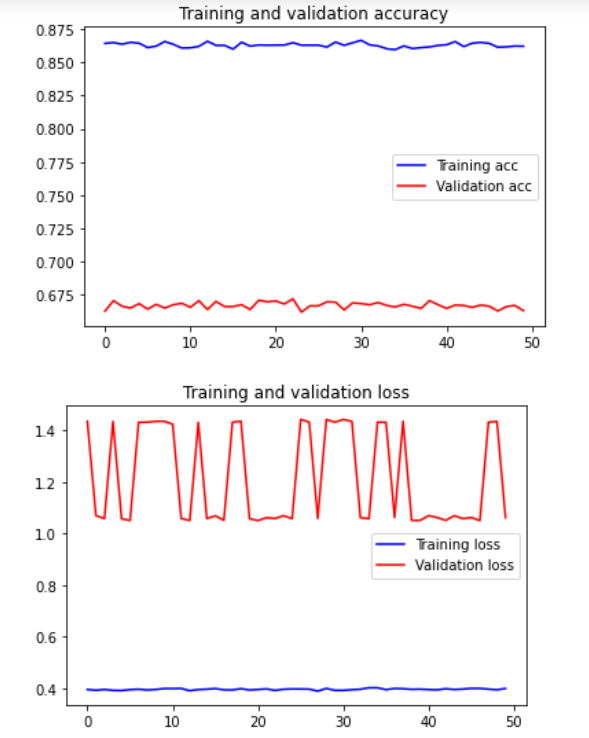 Training and validation accuracy
0.875
0.850
0.825
0.800
0.775
0.750
0.725
0.700
0.675
Training acc
Validation acc
0 10 20 30 40 50
Training and validation loss
1.4
1.2
1.0
0.8
0.6
0.4
Training loss
Validation loss
0 10 20 30 40 50